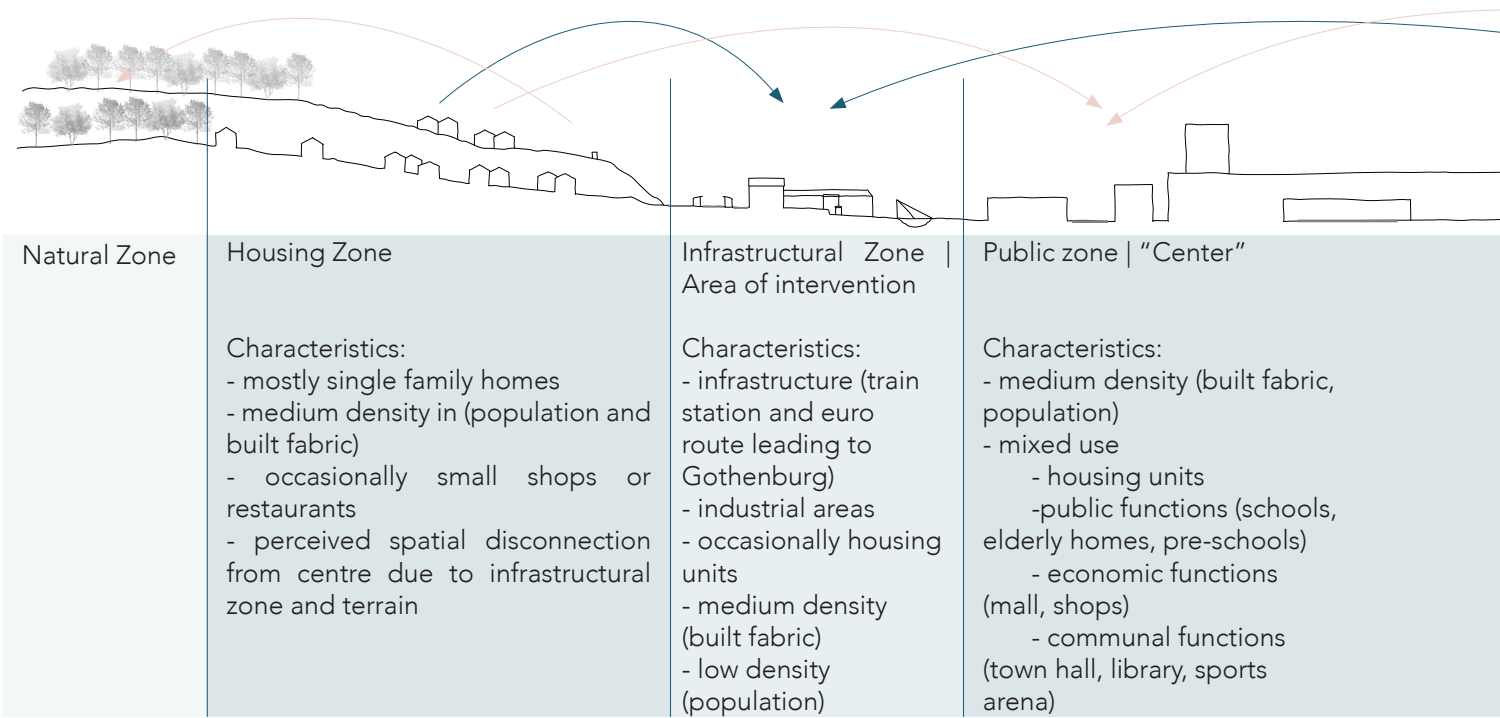 Natural Zone
Housing Zone
Characteristics:
- mostly single family homes
- medium density in (population and
built fabric)
- occasionally small shops or
restaurants
- perceived spatial disconnection
from centre due to infrastructural
zone and terrain
Infrastructural Zone |
Area of intervention
Characteristics:
- infrastructure (train
station and euro
route leading to
Gothenburg)
- industrial areas
- occasionally housing
units
- medium density
(built fabric)
- low density
(population)
Public zone | “Center”
Characteristics:
- medium density (built fabric,
population)
- mixed use
- housing units
-public functions (schools,
elderly homes, pre-schools)
- economic functions
(mall, shops)
- communal functions
(town hall, library, sports
arena)